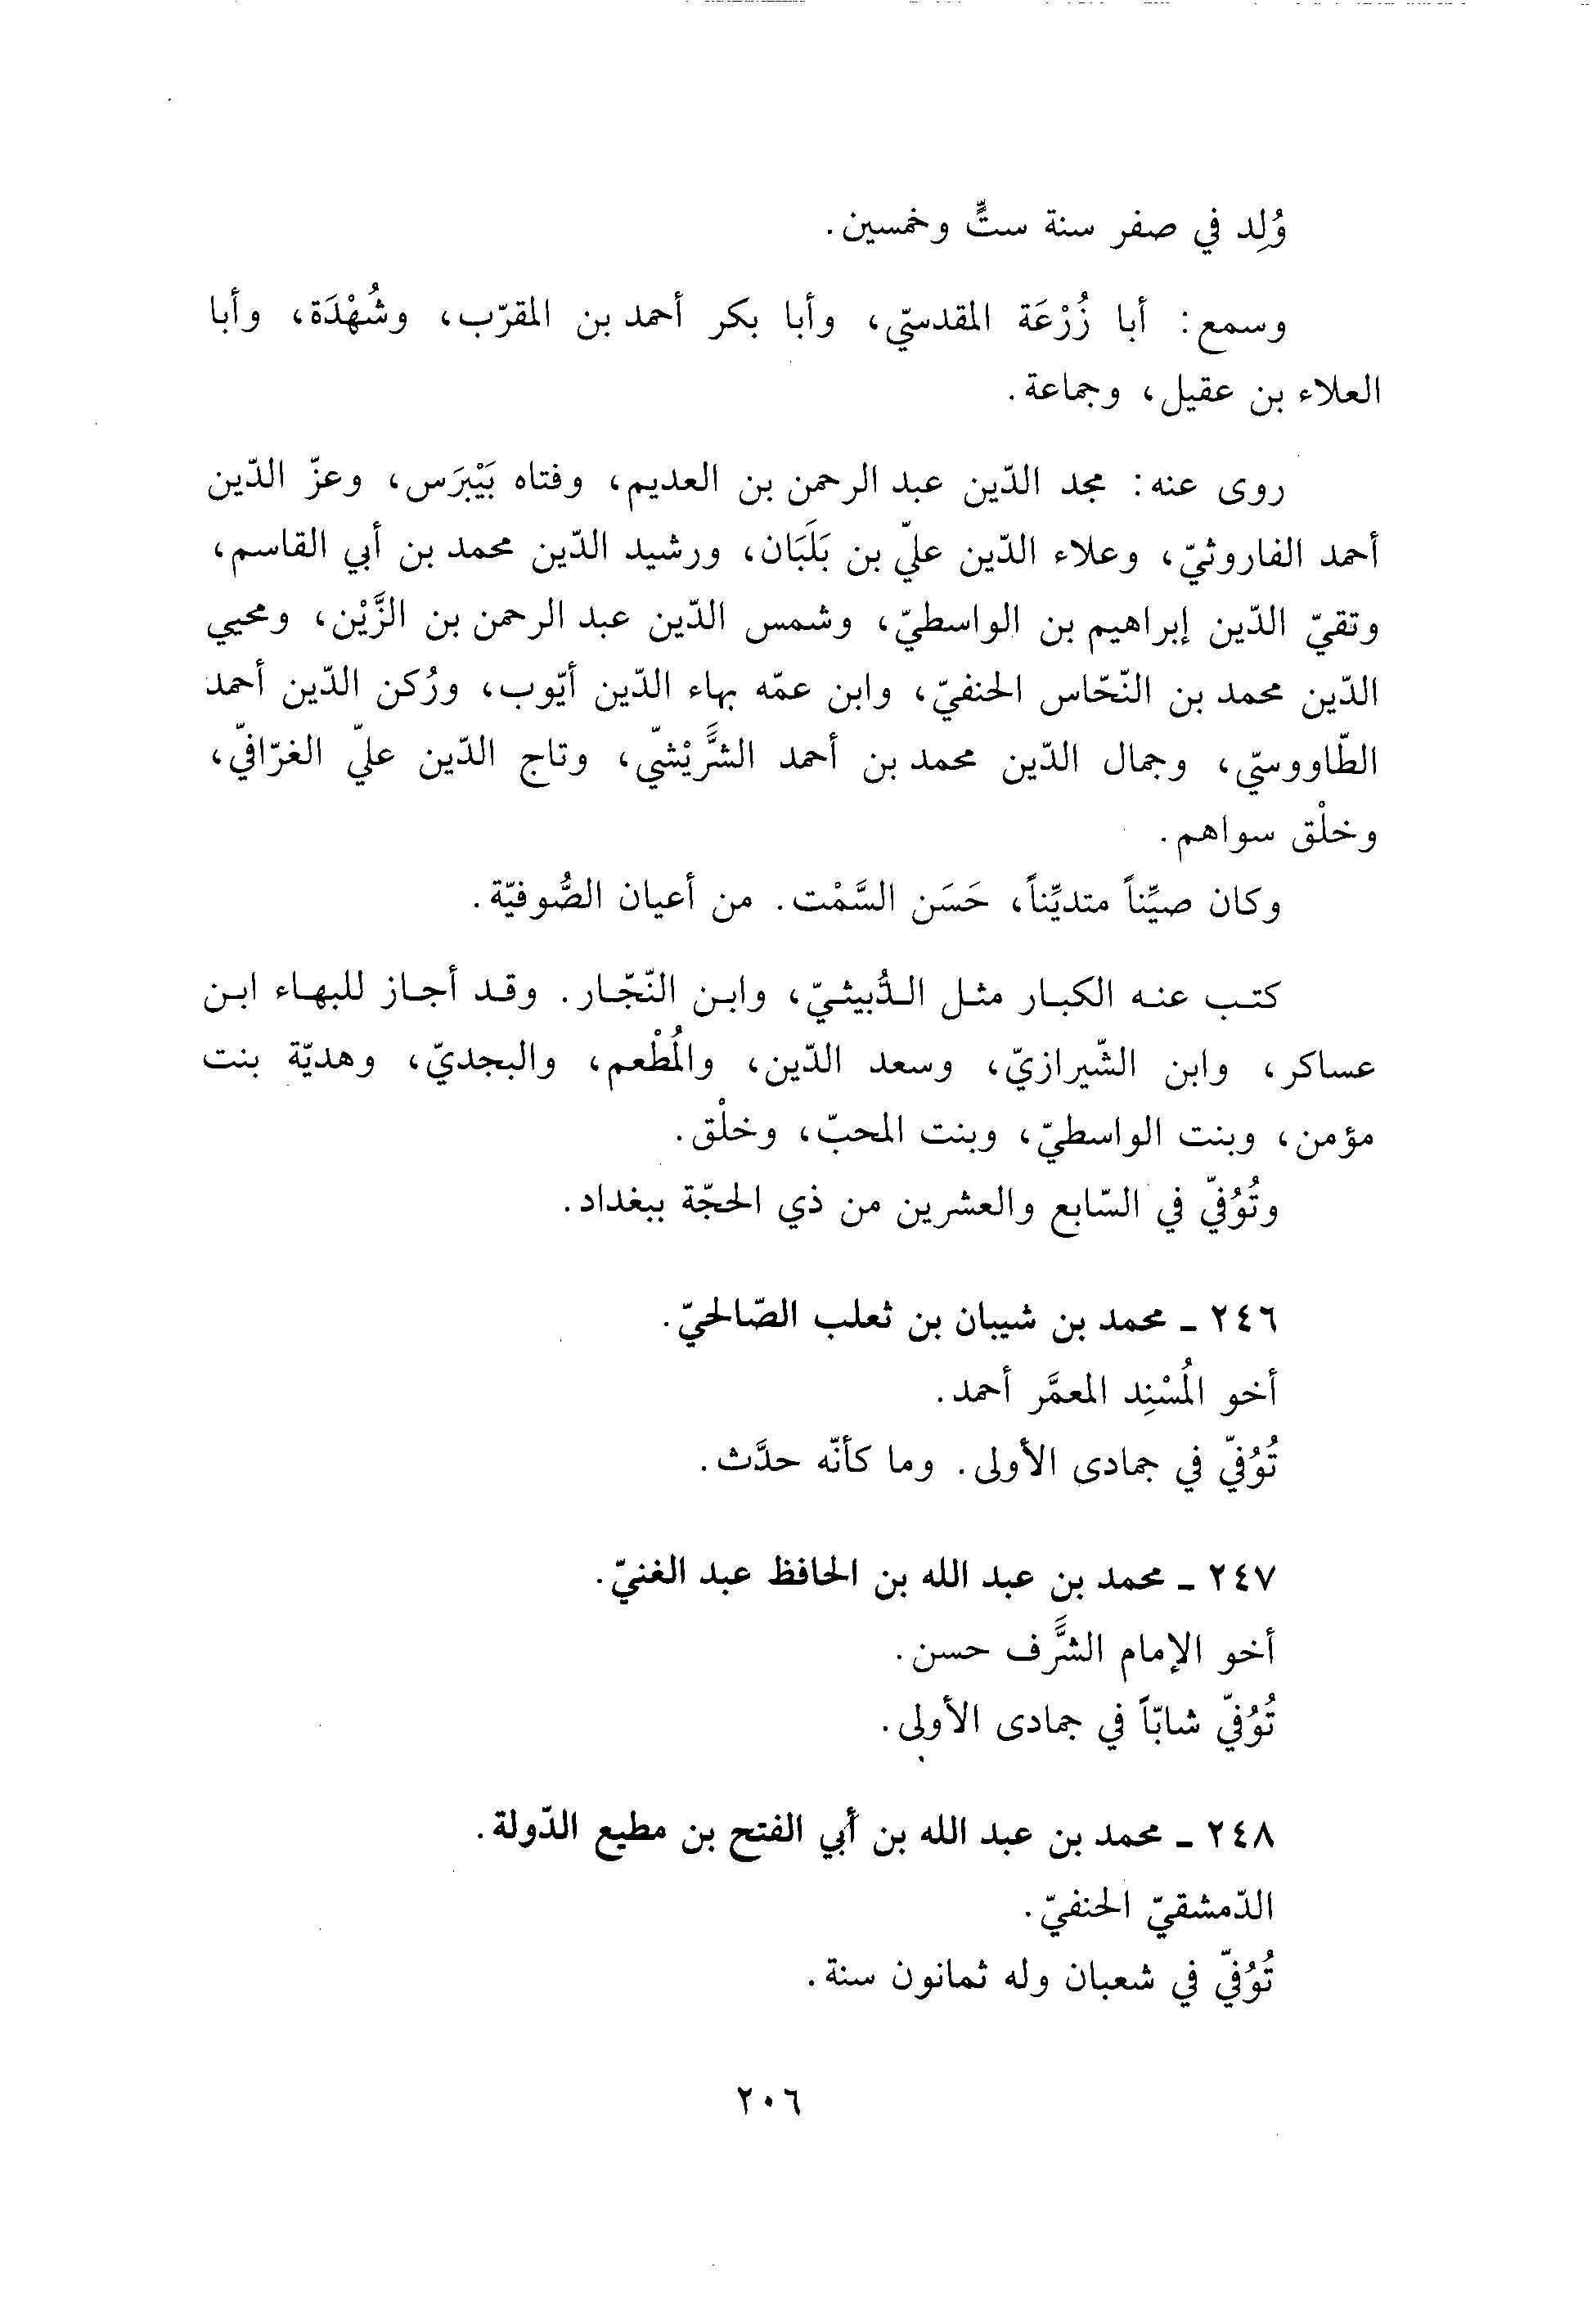 وُلِد في صفر سنة ستٍّ وخمسين.
وسمع: أبا زُرْعَة المقدسيّ، وأبا بكر أحمد بن المقرّب، وشُهْدَة، وأبا
العلاء بن عقيل، وجماعة.
روى عنه: مجد الدّين عبد الرحمن بن العديم، وفتاه بَيْبرَس، وعزّ الدّين
أحمد الفاروثيّ، وعلاء الدّين عليّ بن بَلَبَان، ورشيد الدّين محمد بن أبي القاسم،
وتقيّ الدّين إبراهيم بن الواسطيّ، وشمس الدّين عبد الرحمن بن الزَّيْن، ومحيي
الدّين محمد بن النّحّاس الحنفيّ، وابن عمّه بهاء الدّين أيّوب، ورُكن الدّين أحمد
الطّاووسيّ، وجمال الدّين محمد بن أحمد الشَّرَيْشيّ، وتاج الدّين عليّ الغرّافيّ،
وخلْق سواهم.
وكان صيِّناً متديِّناً، حَسَن السَّمْت. من أعيان الصُّوفيّة.
كتب عنه الكبار مثل الدُّبيثيّ، وابن النّجّار. وقد أجاز للبهاء ابن
عساكر، وابن الشّيرازيّ، وسعد الدّين، والمُطْعم، والبجديّ، وهديّة بنت
مؤمن، وبنت الواسطيّ، وبنت المحبّ، وخلْق.
وتُوُفيّ في السّابع والعشرين من ذي الحجّة ببغداد.
٢٤٦ ـ محمد بن شيبان بن ثعلب الصّالحيّ.
أخو المُسْنِد المعمَّر أحمد.
تُوُفيّ في جمادى الأولى. وما كأنّه حدَّث.
٢٤٧ ـ محمد بن عبد الله بن الحافظ عبد الغنيّ.
أخو الإمام الشَّرَف حسن.
تُوُفيّ شابّاً في جمادى الأولى.
٢٤٨ ـ محمد بن عبد الله بن أبي الفتح بن مطيع الدّولة.
الدّمشقيّ الحنفيّ.
تُوُفيّ في شعبان وله ثمانون سنة.
٢٠٦